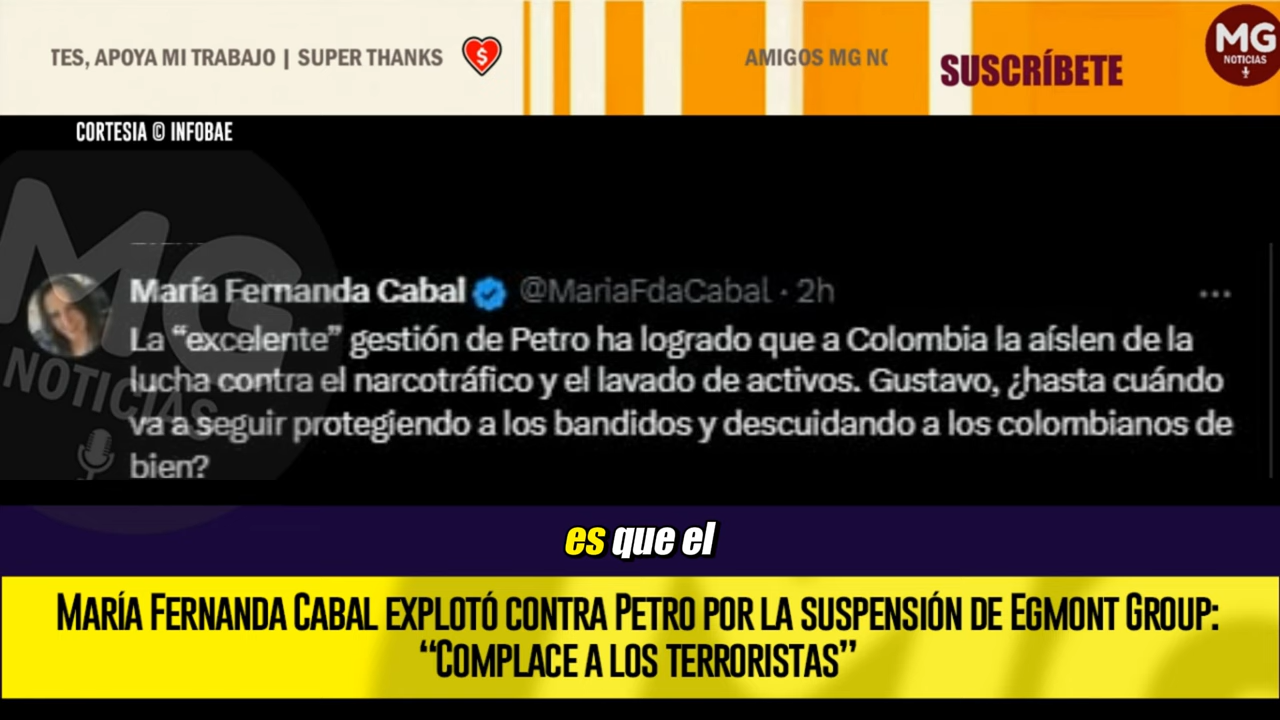 TES, APOYA MI TRABAJO | SUPER THANKS
AMIGOS MG NO
SUSCRÍBETE
MG
NOTICIAS
CORTESIA © INFOBAE
MG
NOTICIAS
María Fernanda Cabal @MariaFdaCabal · 2h
La “excelente” gestión de Petro ha logrado que a Colombia la aíslen de la
lucha contra el narcotráfico y el lavado de activos. Gustavo, ¿hasta cuándo
va a seguir protegiendo a los bandidos y descuidando a los colombianos de
bien?
es que el
MARÍA FERNANDA CABAL EXPLOTÓ CONTRA PETRO POR LA SUSPENSIÓN DE EGMONT GROUP:
“COMPLACE A LOS TERRORISTAS”